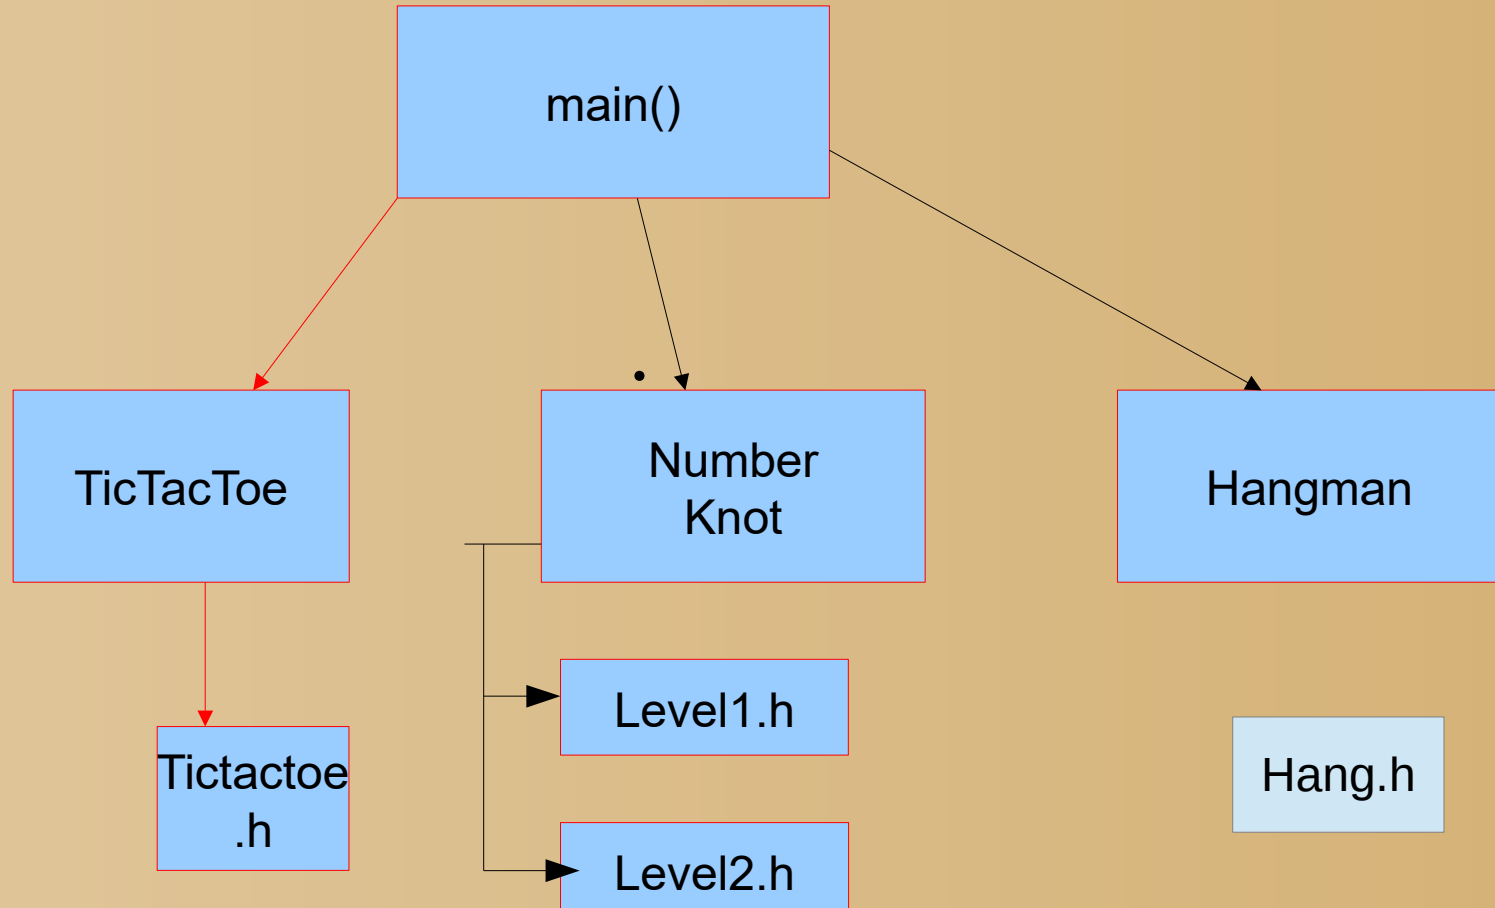 main()
TicTacToe
Number
Knot
Hangman
Level1.h
Tictactoe
.h
Hang.h
Level2.h